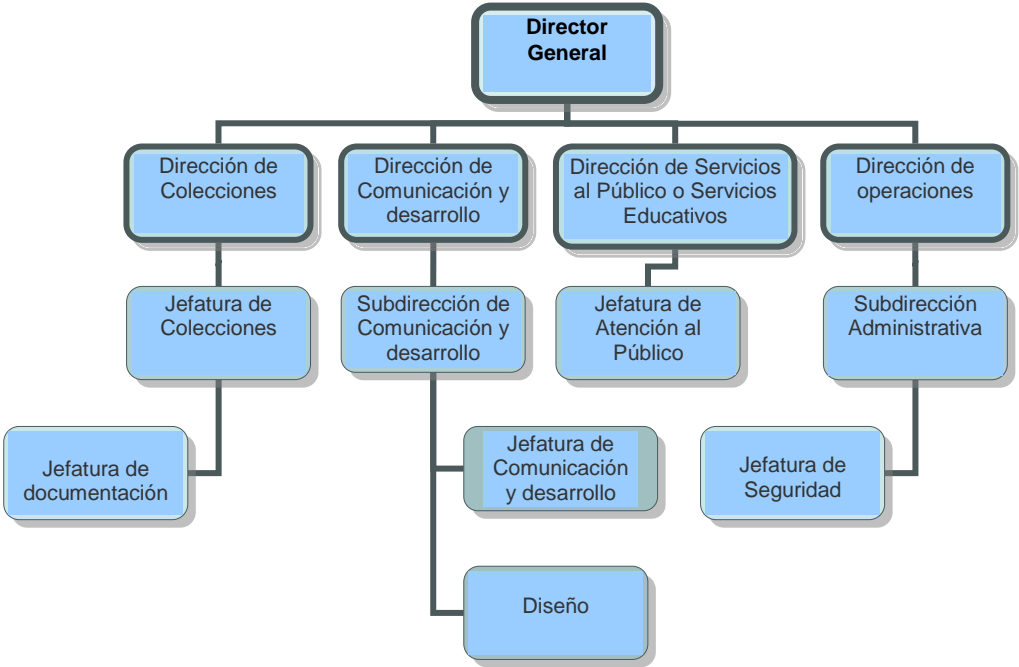 Director
General
Dirección de
Colecciones
Dirección de
Comunicación y
desarrollo
Dirección de Servicios
al Público o Servicios
Educativos
Dirección de
operaciones
Jefatura de
Colecciones
Subdirección de
Comunicación y
desarrollo
Jefatura de
Atención al
Público
Subdirección
Administrativa
Jefatura de
documentación
Jefatura de
Comunicación
y desarrollo
Jefatura de
Seguridad
Diseño